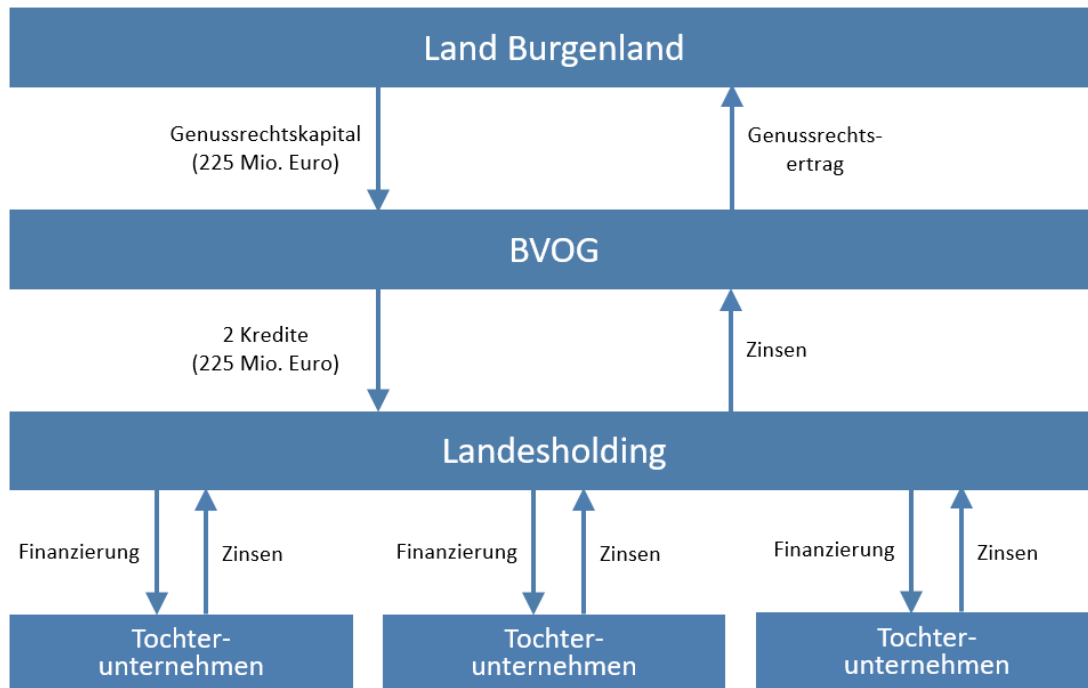 Land Burgenland
Genussrechtskapital
(225 Mio. Euro)
Genussrechts-
ertrag
BVOG
2 Kredite
(225 Mio. Euro)
Zinsen
Landesholding
Finanzierung
Zinsen
Finanzierung
Zinsen
Finanzierung
Zinsen
Tochter-
unternehmen
Tochter-
unternehmen
Tochter-
unternehmen